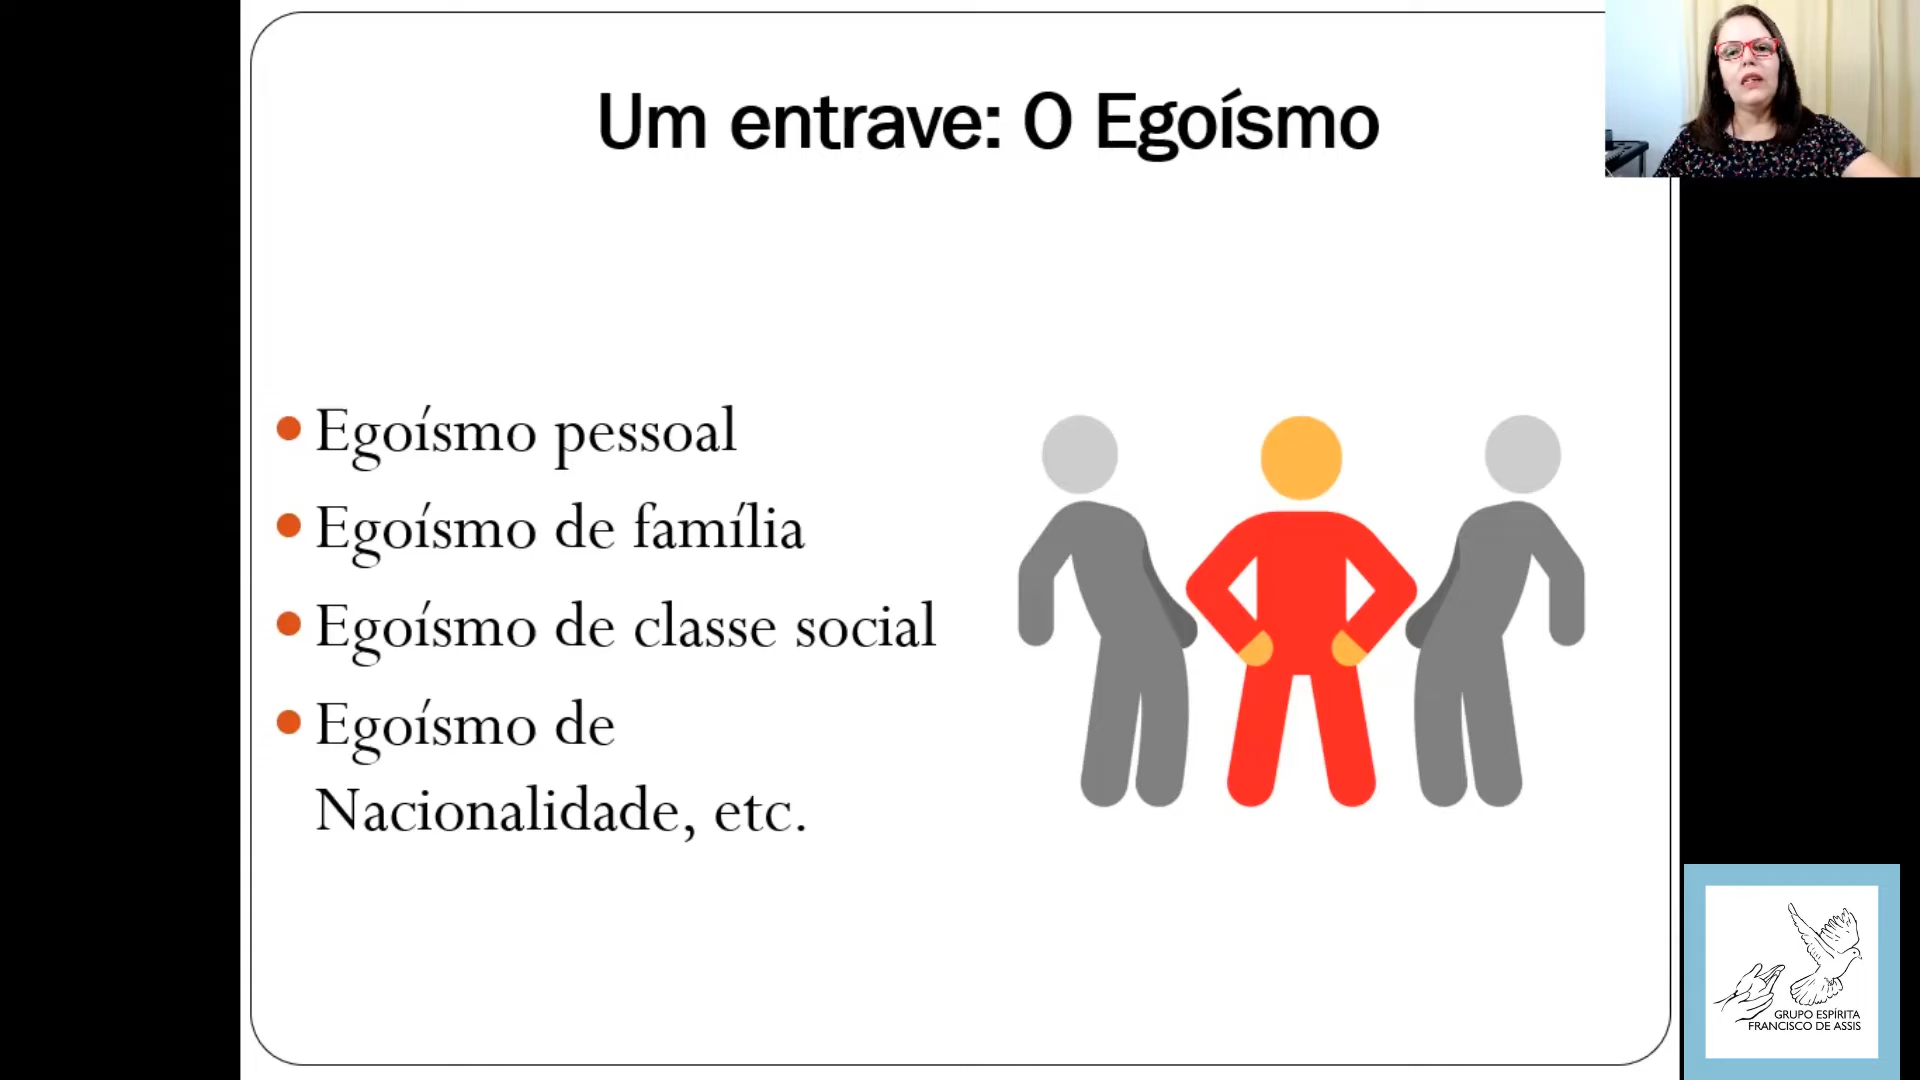 Um entrave: O Egoísmo
• Egoísmo pessoal
• Egoísmo de família
• Egoísmo de classe social
• Egoísmo de
Nacionalidade, etc.
GRUPO ESPÍRITA
FRANCISCO DE ASSIS